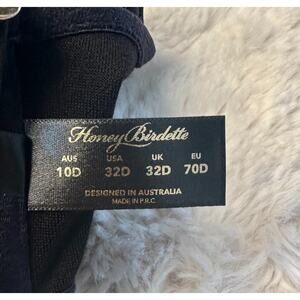 Honey Birdette
AUS USA UK EU
10D 32D 32D 70D
DESIGNED IN AUSTRALIA
MADE IN P.R.C.